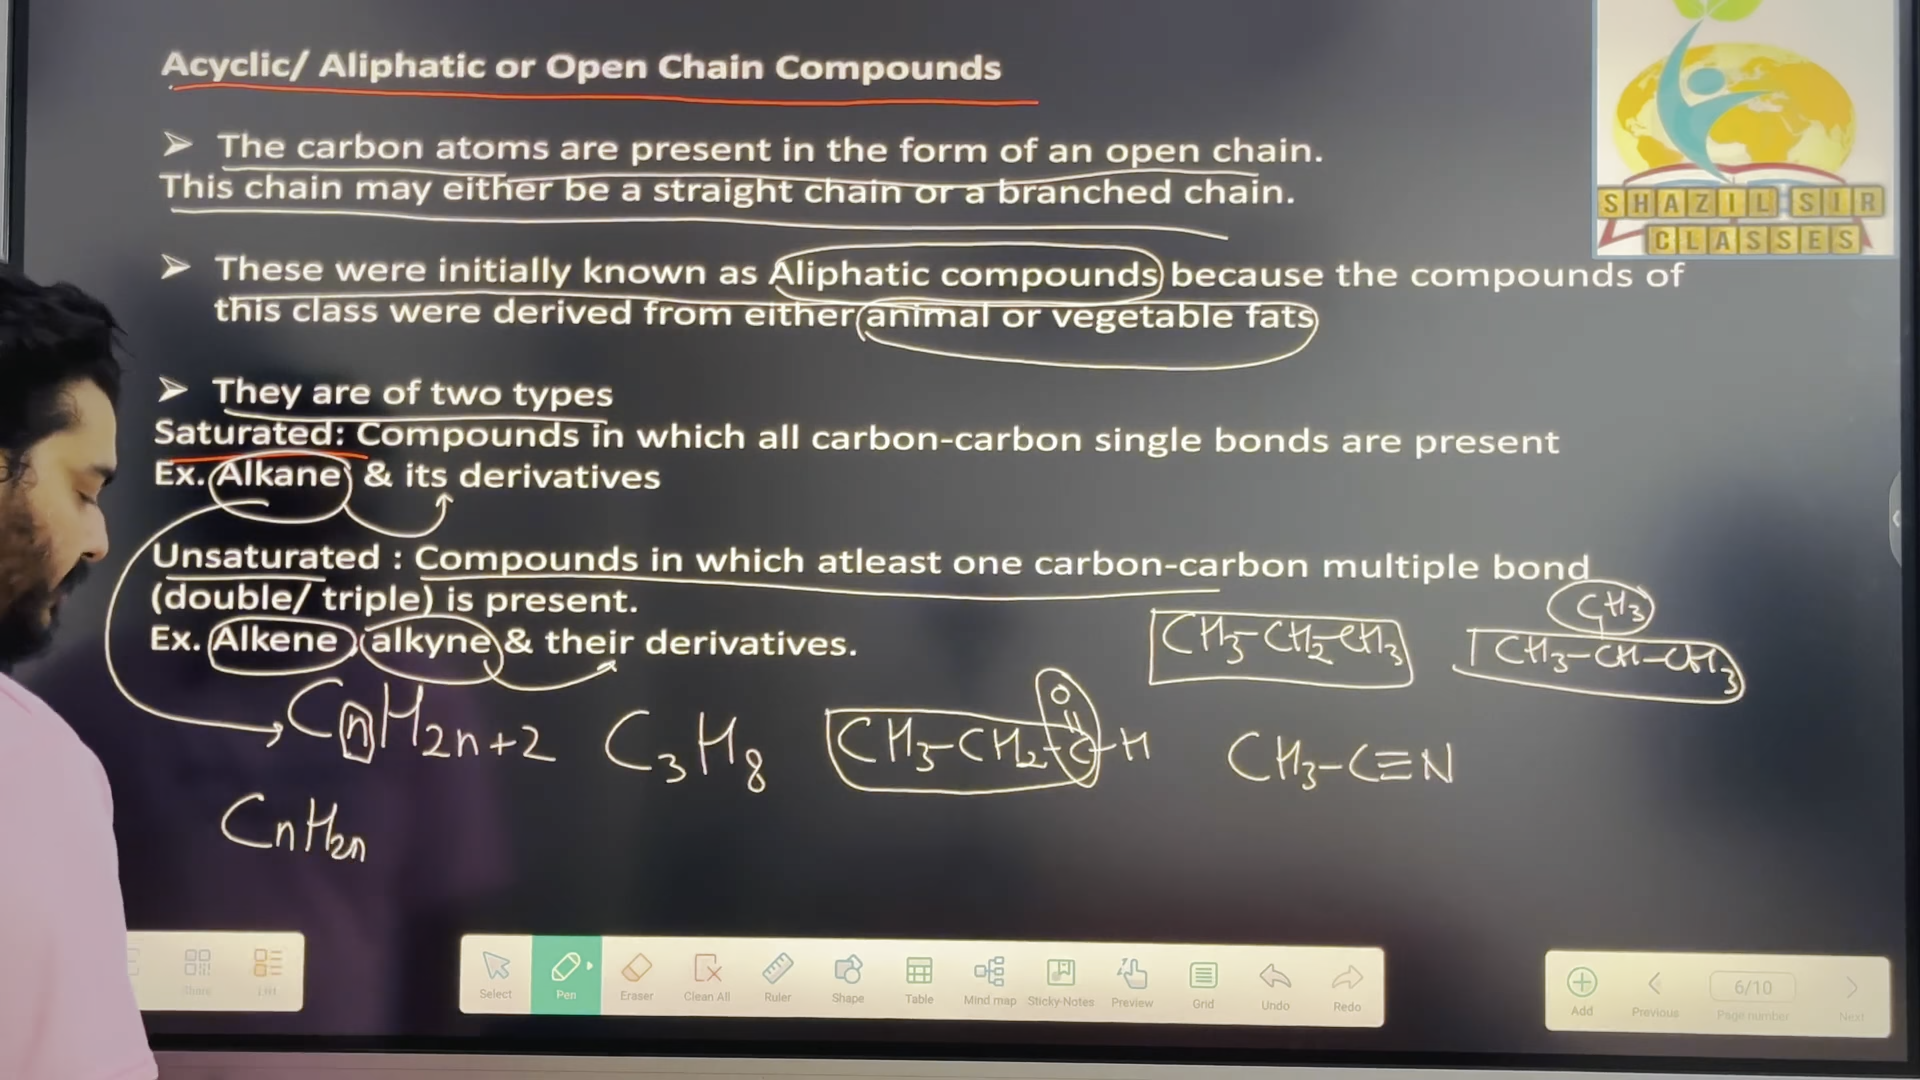 Acyclic/ Aliphatic or Open Chain Compounds
➢ The carbon atoms are present in the form of an open chain.
This chain may either be a straight chain or a branched chain.
SHAZIL SIR
CLASSES
➢ These were initially known as Aliphatic compounds because the compounds of
this class were derived from either animal or vegetable fats
➢ They are of two types
Saturated: Compounds in which all carbon-carbon single bonds are present
Ex. Alkane & its derivatives
Unsaturated : Compounds in which atleast one carbon-carbon multiple bond
(double/ triple) is present.
Ex. Alkene, alkyne & their derivatives.
CH3-CH2-CH3
CH3
CH3-CH-CH3
CnH2n+2
C3H8
O
CH3-CH2-C-H
CH3-C≡N
CnH2n
Share
List
Select
Pen
Eraser
Clean All
Ruler
Shape
Table
Mind map
Sticky Notes
Preview
Grid
Undo
Redo
Add
Previous
6/10
Page number
Next